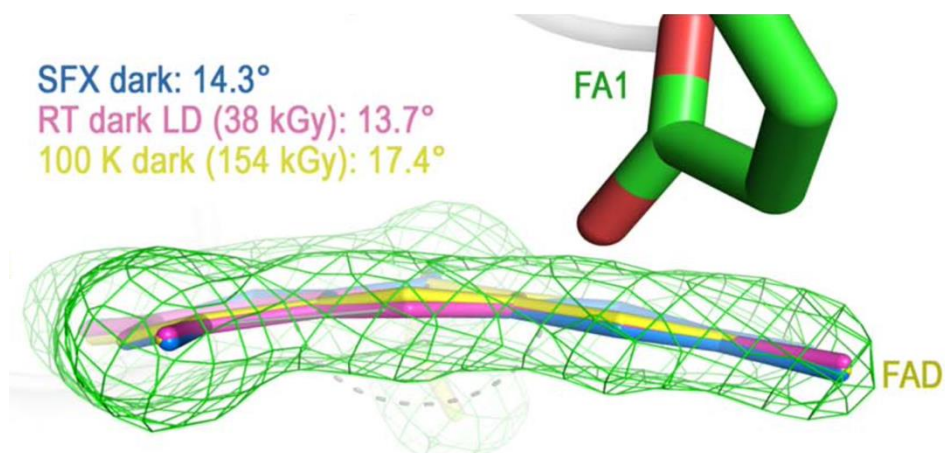 SFX dark: 14.3°
RT dark LD (38 kGy): 13.7°
100 K dark (154 kGy): 17.4°
FA1
FAD